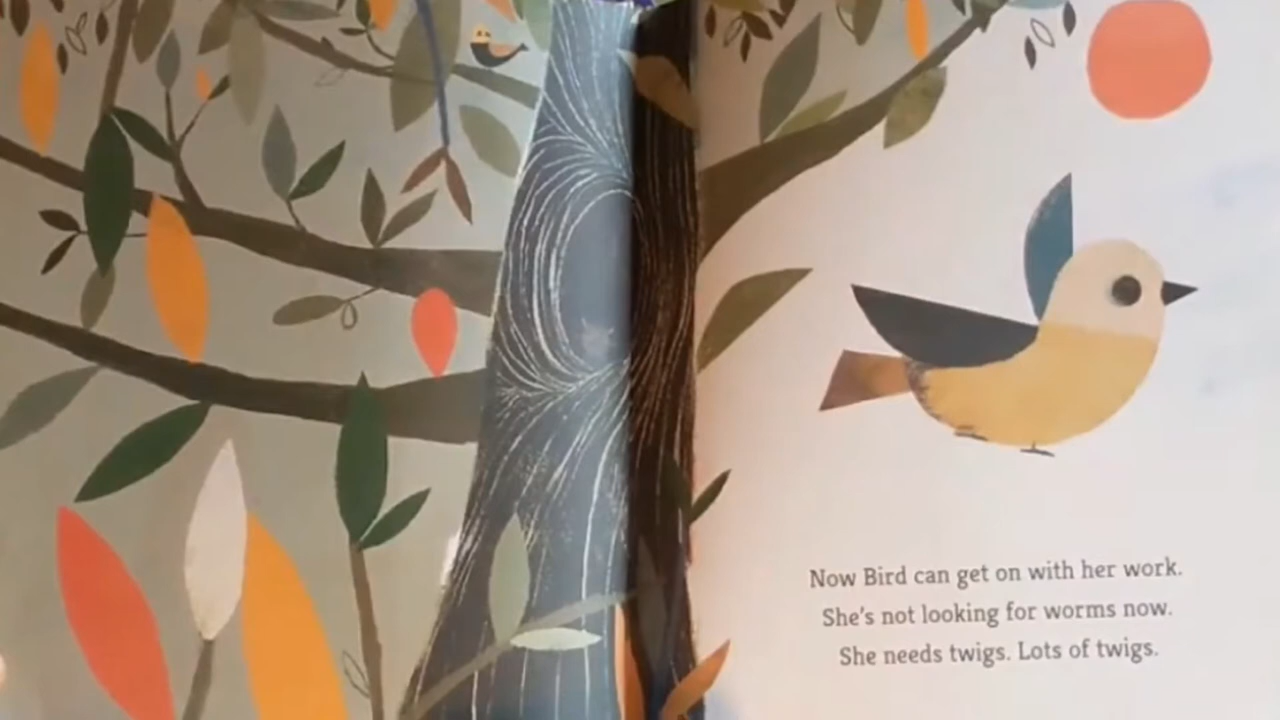 Now Bird can get on with her work.
She's not looking for worms now.
She needs twigs. Lots of twigs.